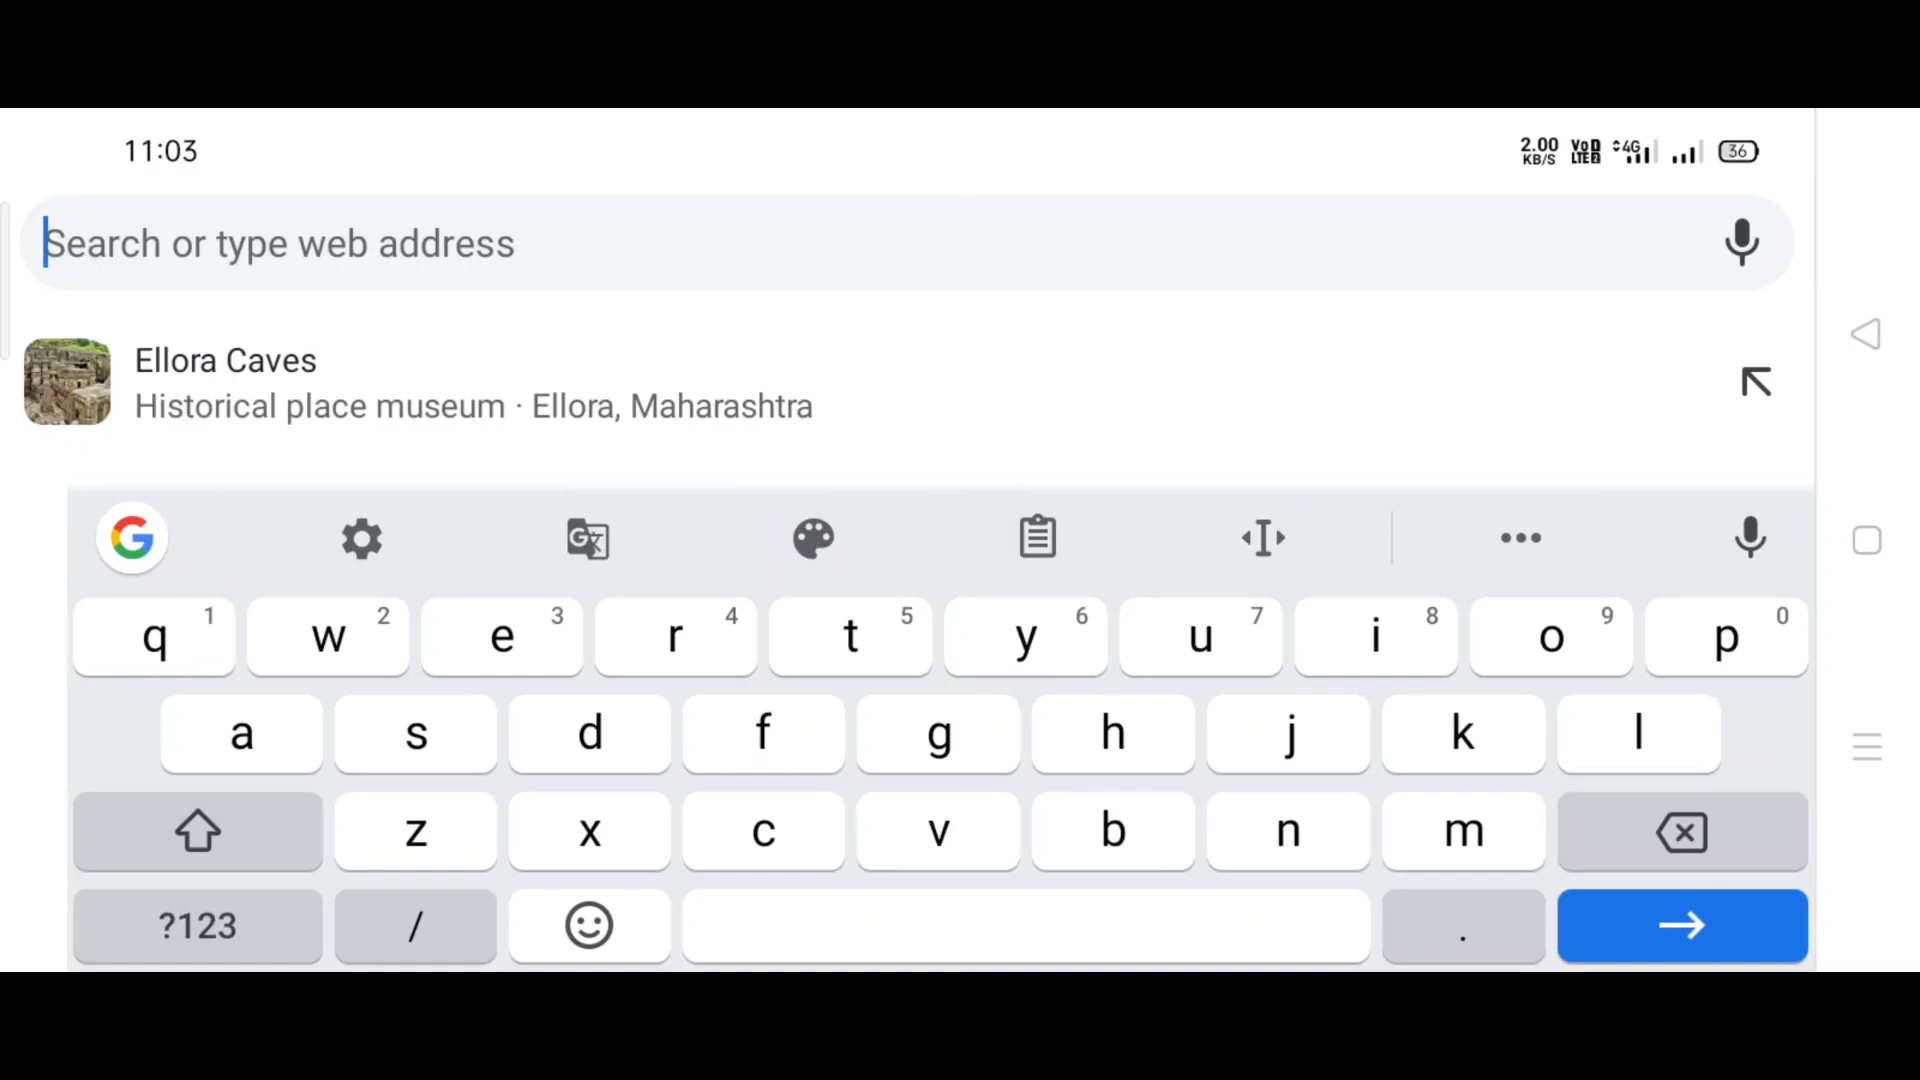 11:03
2.00
KB/S
VoD
LTE2
4G
36
Search or type web address
Ellora Caves
Historical place museum · Ellora, Maharashtra
q 1 w 2 e 3 r 4 t 5 y 6 u 7 i 8 o 9 p 0
a s d f g h j k l
z x c v b n m
?123 / .